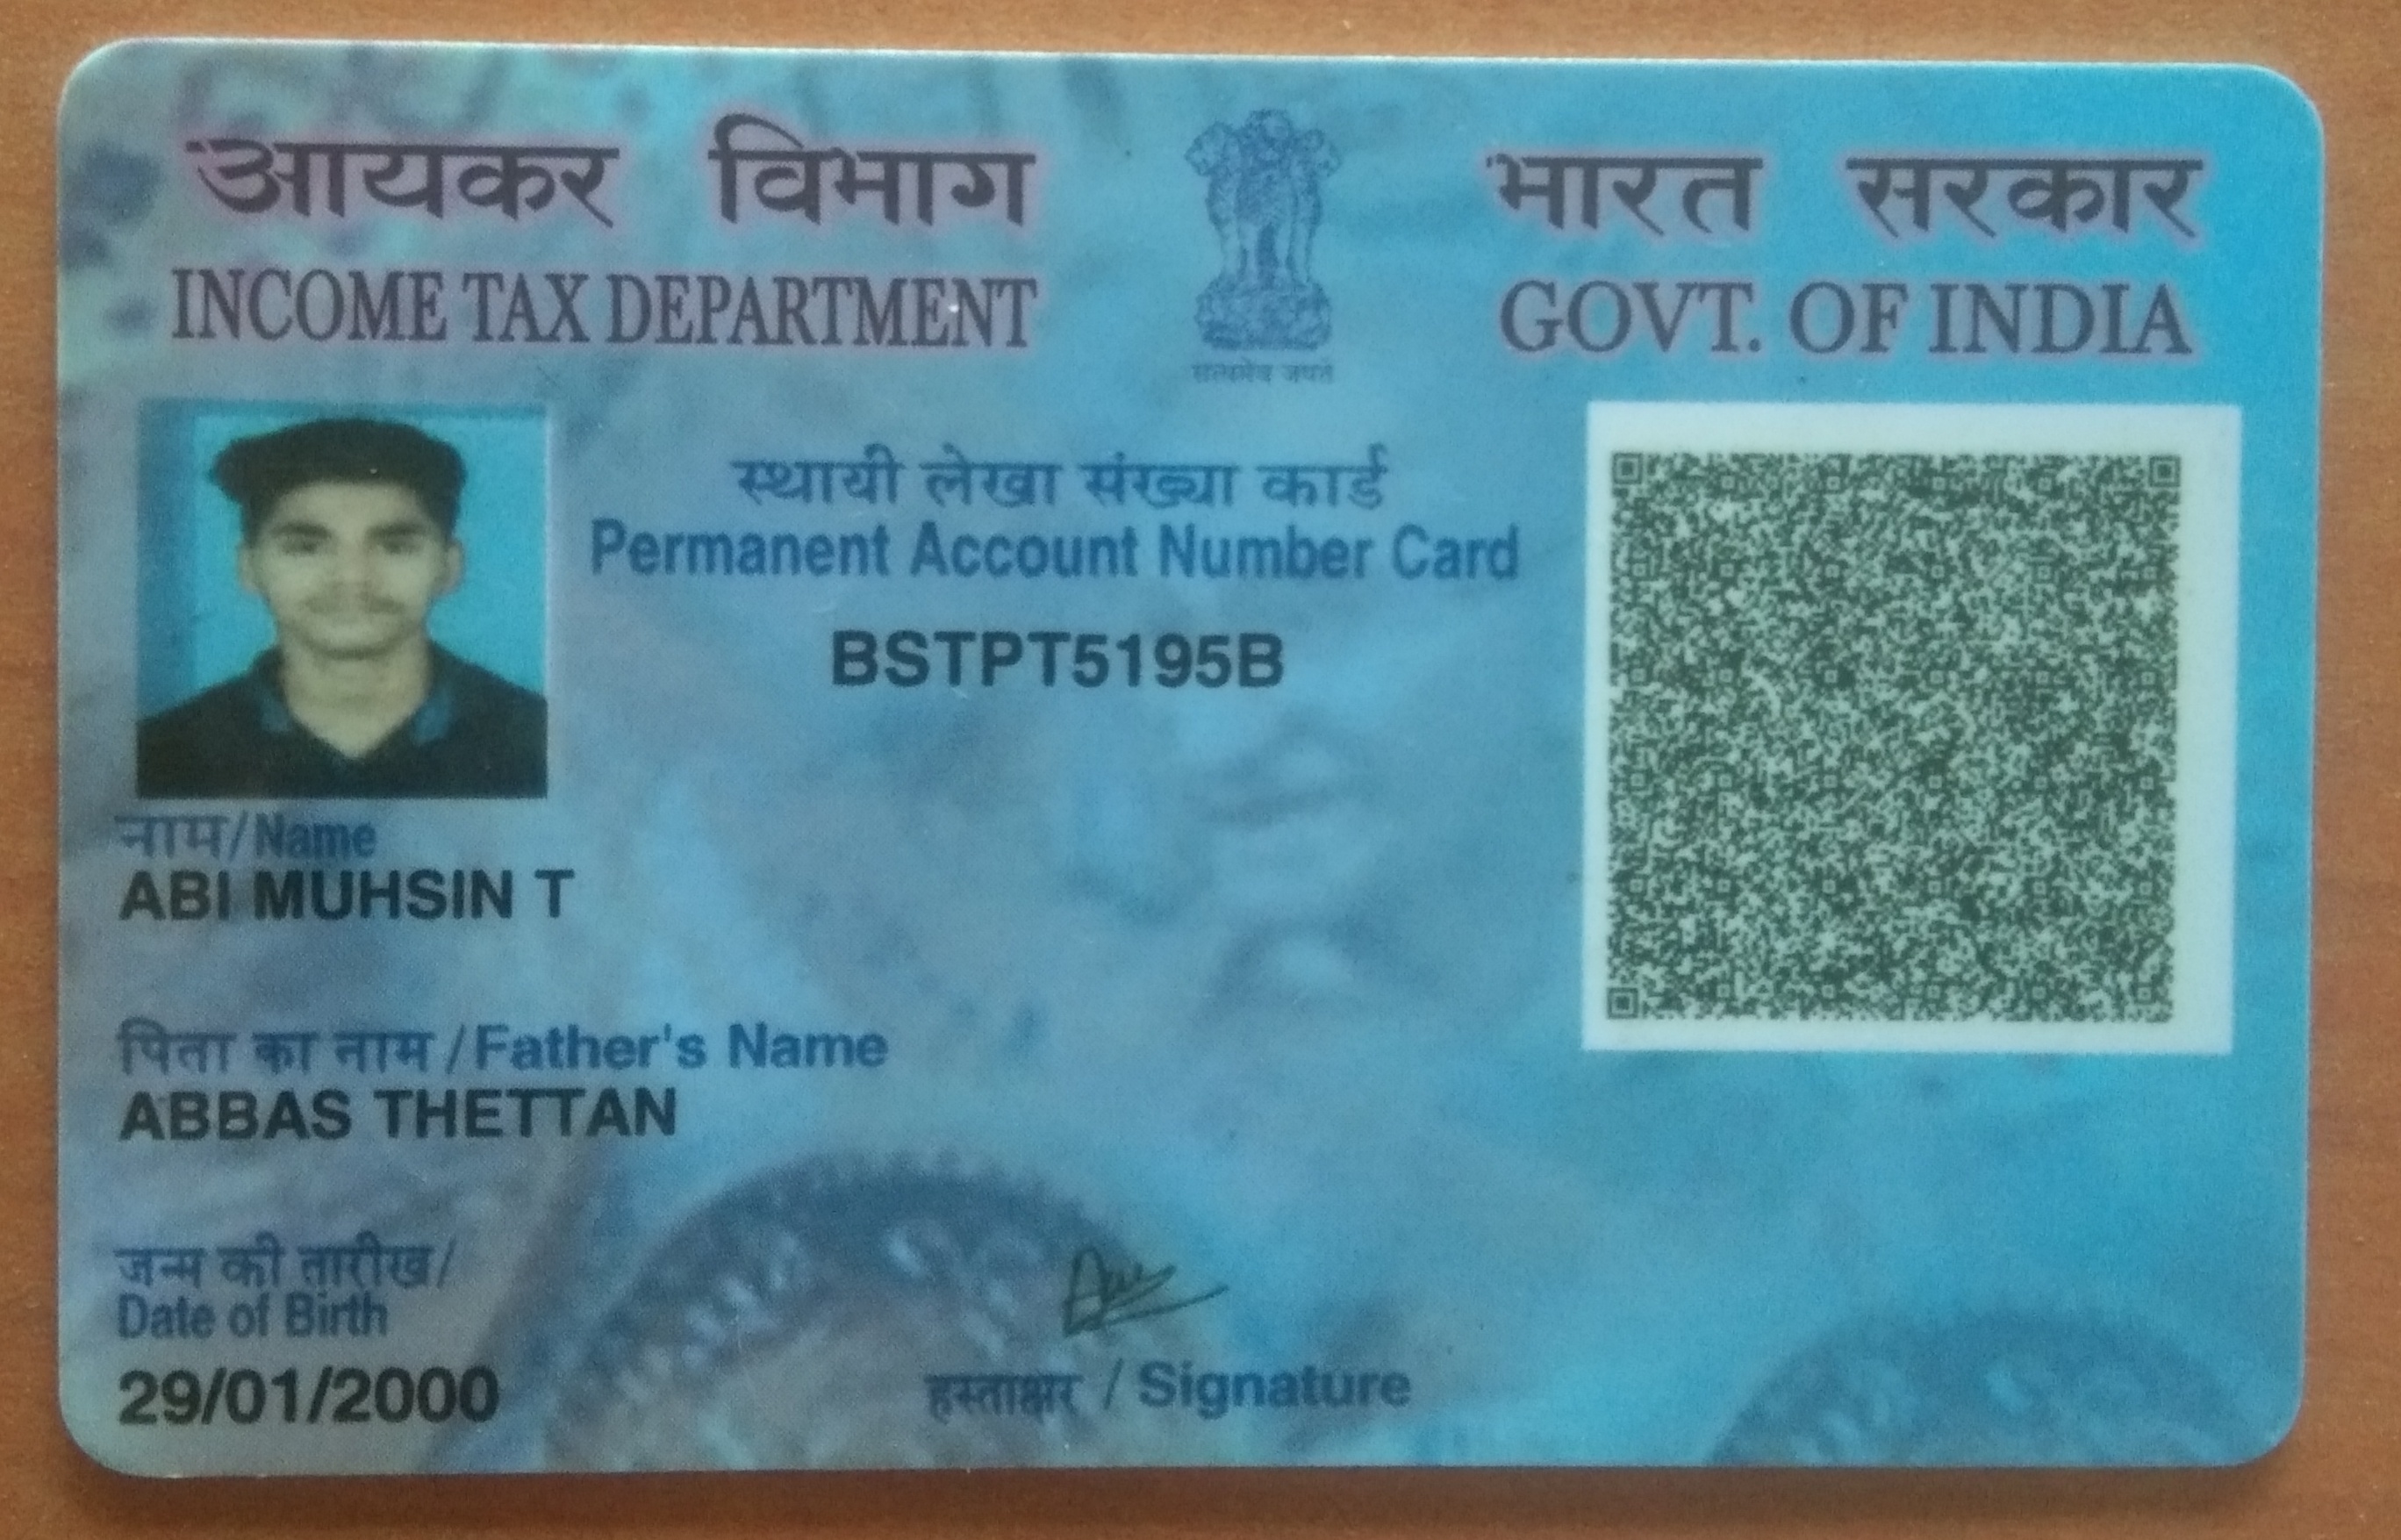 आयकर विभाग
INCOME TAX DEPARTMENT
सत्यमेव जयते
भारत सरकार
GOVT. OF INDIA
स्थायी लेखा संख्या कार्ड
Permanent Account Number Card
BSTPT5195B
नाम/Name
ABI MUHSIN T
पिता का नाम/Father's Name
ABBAS THETTAN
जन्म की तारीख/
Date of Birth
29/01/2000
हस्ताक्षर / Signature